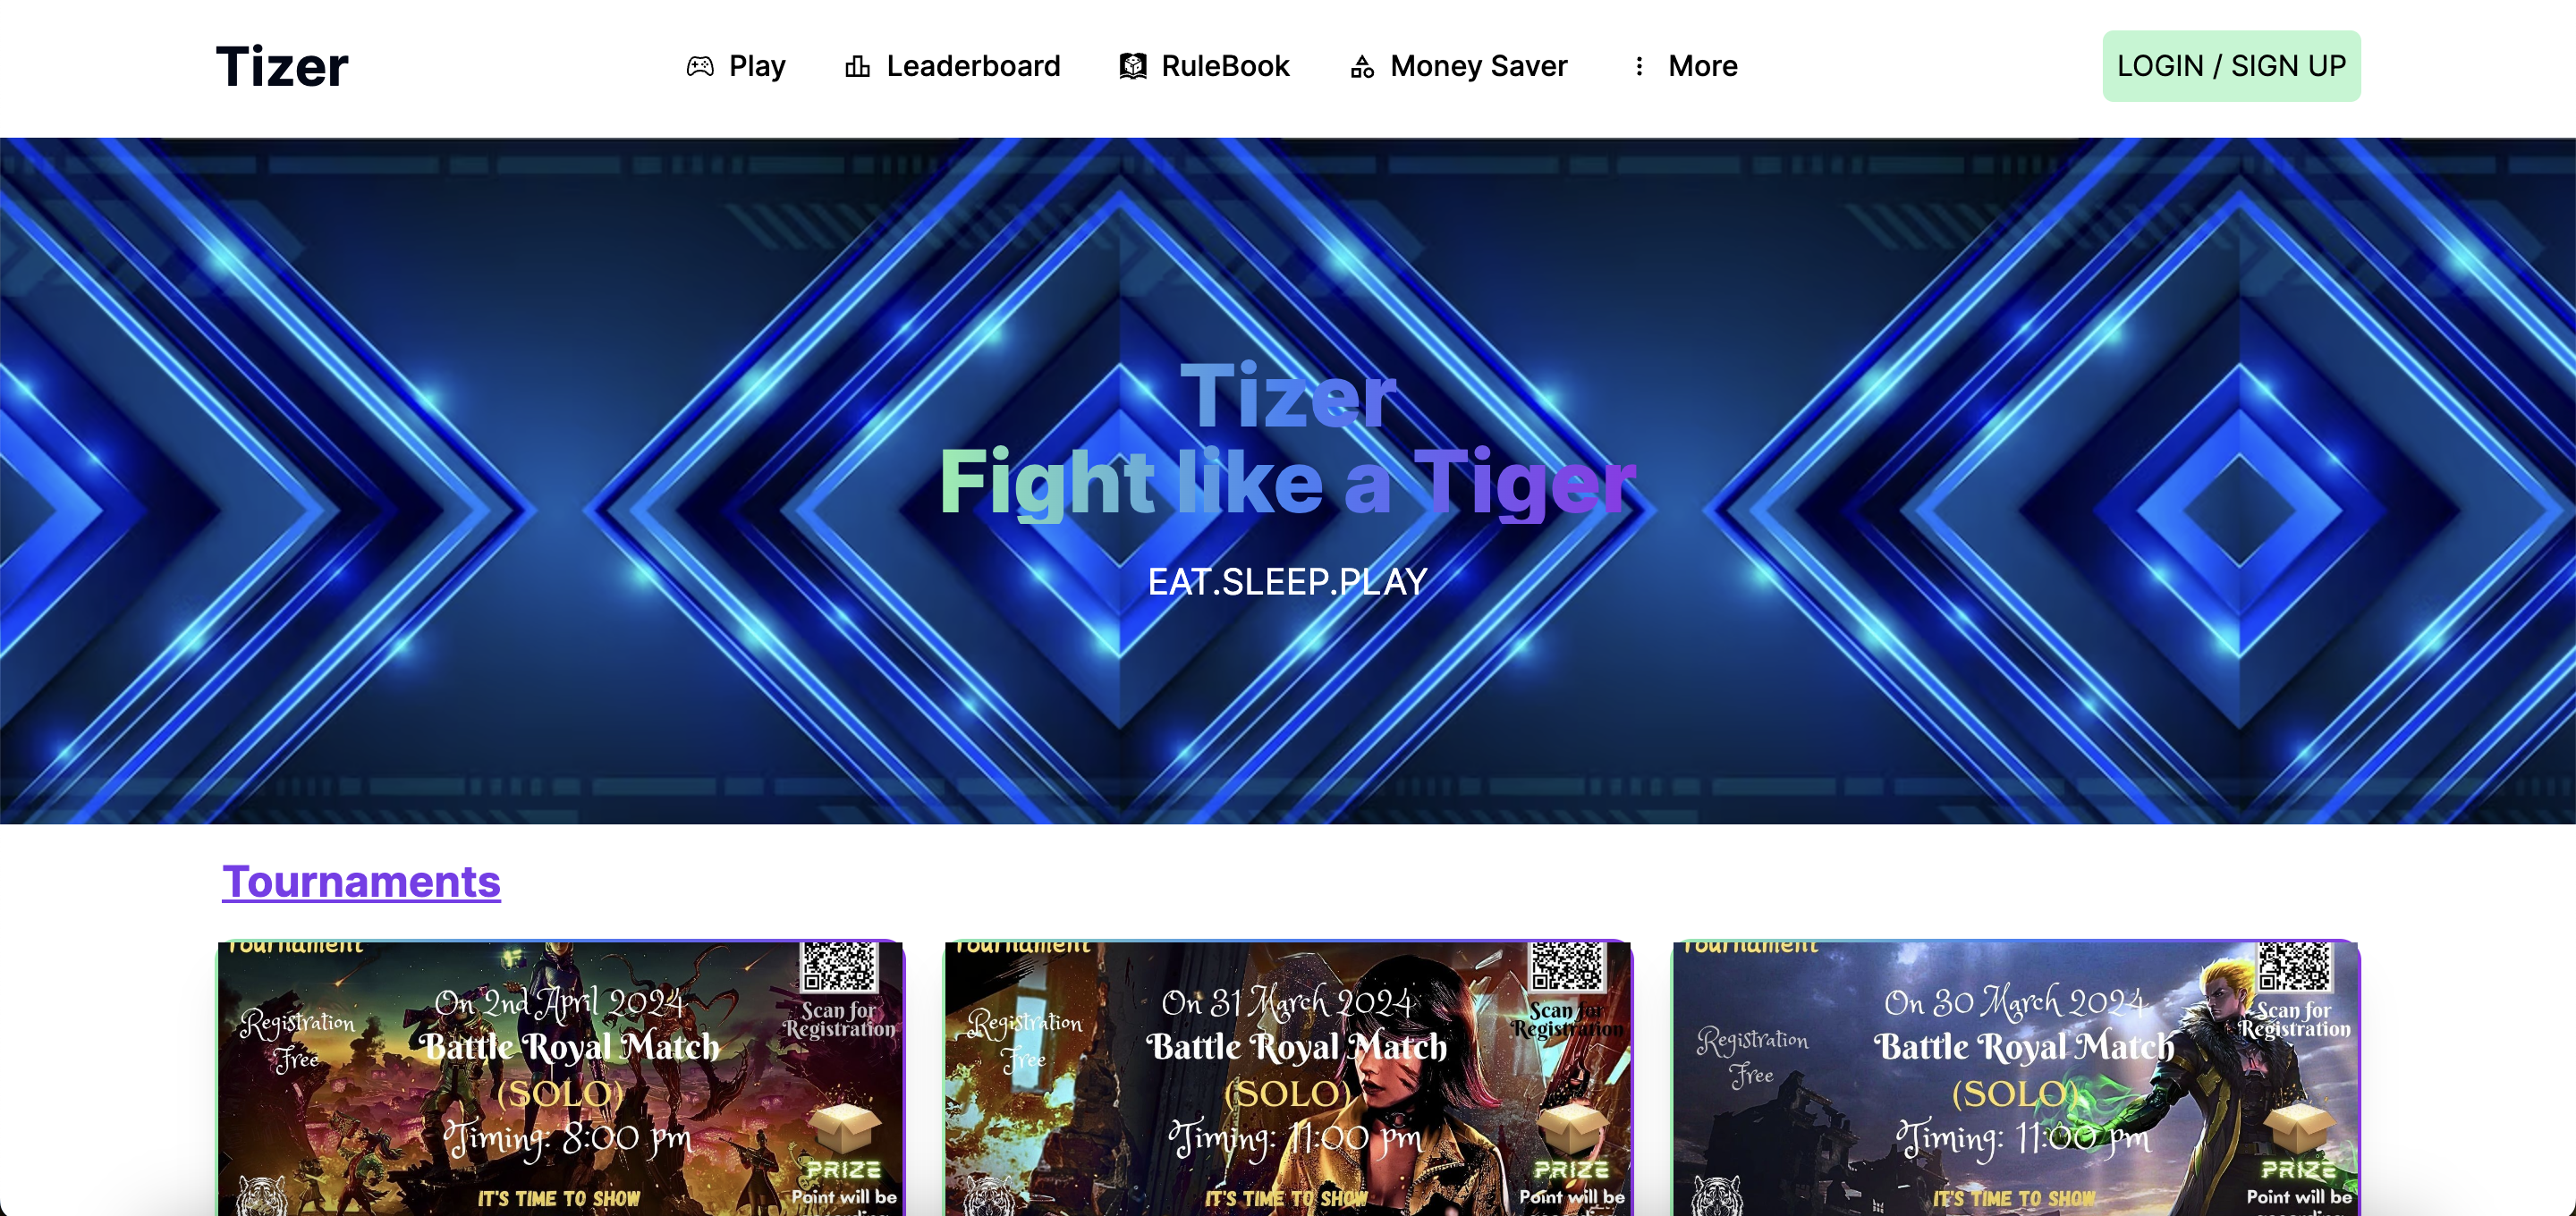 Tizer
Play
Leaderboard
RuleBook
Money Saver
More
LOGIN / SIGN UP
Tizer
Fight like a Tiger
EAT.SLEEP.PLAY
Tournaments
Tournament
On 2nd April 2024
Registration
Free
Battle Royal Match
(SOLO)
Timing: 8:00 pm
IT'S TIME TO SHOW
Scan for
Registration
PRIZE
Point will be
Tournament
On 31 March 2024
Registration
Free
Battle Royal Match
(SOLO)
Timing: 11:00 pm
IT'S TIME TO SHOW
Scan for
Registration
PRIZE
Point will be
Tournament
On 30 March 2024
Registration
Free
Battle Royal Match
(SOLO)
Timing: 11:00 pm
IT'S TIME TO SHOW
Scan for
Registration
PRIZE
Point will be